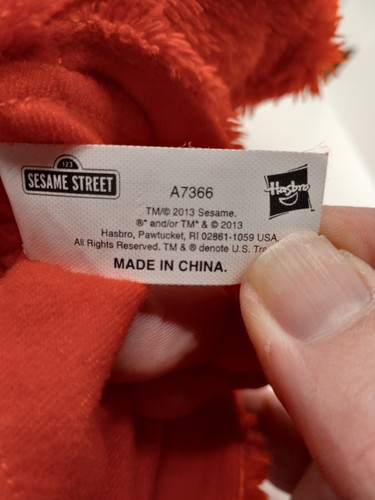 123
SESAME STREET
A7366
Hasbro
TM/© 2013 Sesame.
®* and/or TM* & © 2013
Hasbro, Pawtucket, RI 02861-1059 USA.
All Rights Reserved. TM & ® denote U.S.
MADE IN CHINA.